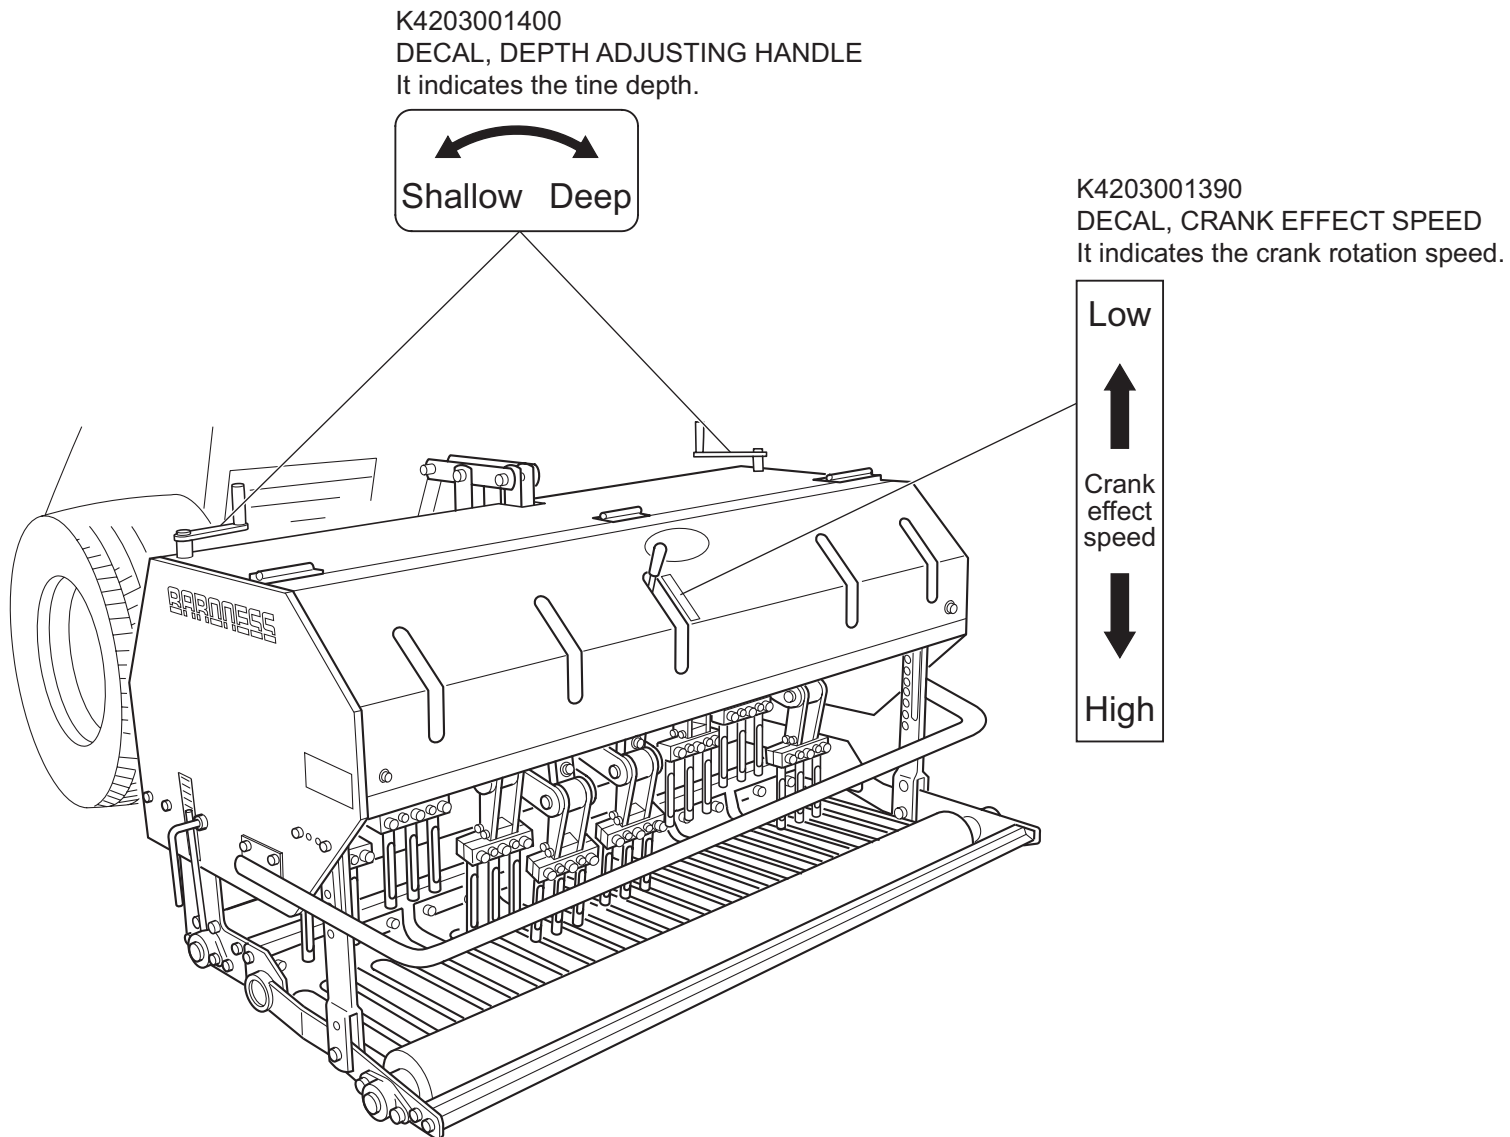 K4203001400
DECAL, DEPTH ADJUSTING HANDLE
It indicates the tine depth.
Shallow Deep
K4203001390
DECAL, CRANK EFFECT SPEED
It indicates the crank rotation speed.
Low
Crank
effect
speed
High
BARONESS